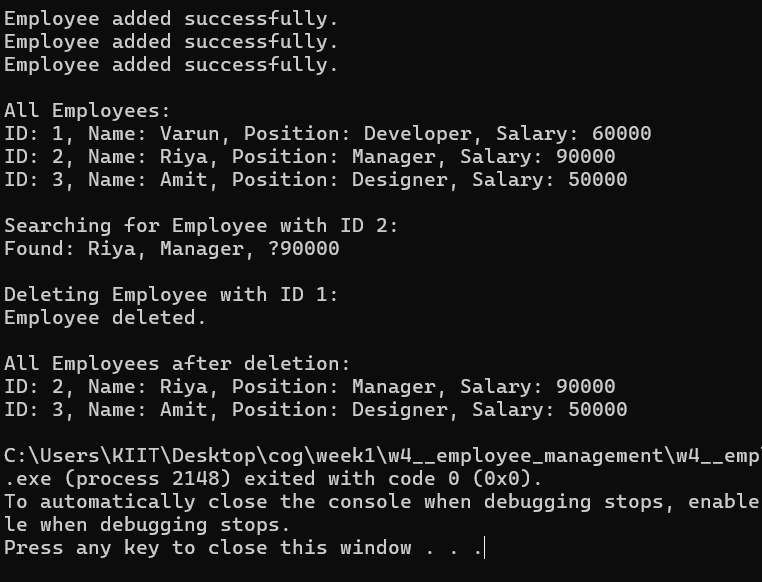 Employee added successfully.
Employee added successfully.
Employee added successfully.
All Employees:
ID: 1, Name: Varun, Position: Developer, Salary: 60000
ID: 2, Name: Riya, Position: Manager, Salary: 90000
ID: 3, Name: Amit, Position: Designer, Salary: 50000
Searching for Employee with ID 2:
Found: Riya, Manager, ?90000
Deleting Employee with ID 1:
Employee deleted.
All Employees after deletion:
ID: 2, Name: Riya, Position: Manager, Salary: 90000
ID: 3, Name: Amit, Position: Designer, Salary: 50000
C:\Users\KIIT\Desktop\cog\week1\w4__employee_management\w4__empl
.exe (process 2148) exited with code 0 (0x0).
To automatically close the console when debugging stops, enable
le when debugging stops.
Press any key to close this window . . .